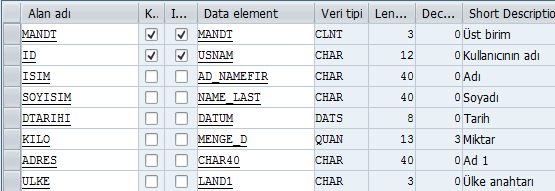 Alan adı K.. I... Data element Veri tipi Len... Dec... Short Description
MANDT MANDT CLNT 3 0 Üst birim
ID USNAM CHAR 12 0 Kullanıcının adı
ISIM AD_NAMEFIR CHAR 40 0 Adı
SOYISIM NAME_LAST CHAR 40 0 Soyadı
DTARIHI DATUM DATS 8 0 Tarih
KILO MENGE_D QUAN 13 3 Miktar
ADRES CHAR40 CHAR 40 0 Ad 1
ULKE LAND1 CHAR 3 0 Ülke anahtarı